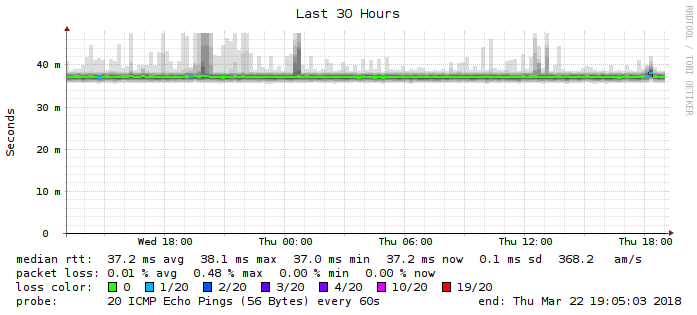 Last 30 Hours
RRDTOOL / TOBI OETIKER
Seconds
40 m
30 m
20 m
10 m
0
Wed 18:00 Thu 00:00 Thu 06:00 Thu 12:00 Thu 18:00
median rtt: 37.2 ms avg 38.1 ms max 37.0 ms min 37.2 ms now 0.1 ms sd 368.2 am/s
packet loss: 0.01 % avg 0.48 % max 0.00 % min 0.00 % now
loss color: 0 1/20 2/20 3/20 4/20 10/20 19/20
probe: 20 ICMP Echo Pings (56 Bytes) every 60s end: Thu Mar 22 19:05:03 2018